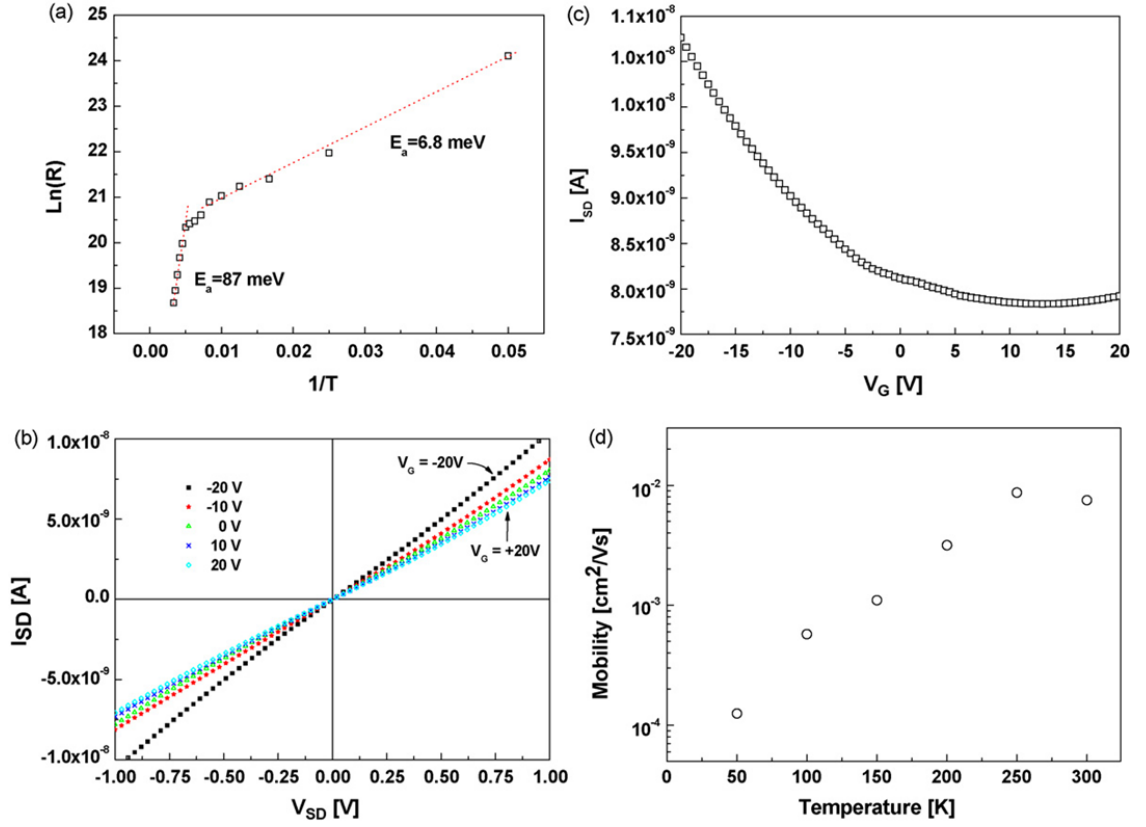 (a)
25
24
23
22
21
20
19
18
Ln(R)
E_a=6.8 meV
E_a=87 meV
0.00 0.01 0.02 0.03 0.04 0.05
1/T
(c)
1.1x10^-8
1.0x10^-8
9.5x10^-9
9.0x10^-9
8.5x10^-9
8.0x10^-9
7.5x10^-9
I_SD [A]
-20 -15 -10 -5 0 5 10 15 20
V_G [V]
(b)
1.0x10^-8
5.0x10^-9
0.0
-5.0x10^-9
-1.0x10^-8
I_SD [A]
-20 V
-10 V
0 V
10 V
20 V
V_G = -20V
V_G = +20V
-1.00 -0.75 -0.50 -0.25 0.00 0.25 0.50 0.75 1.00
V_SD [V]
(d)
10^-2
10^-3
10^-4
Mobility [cm^2/Vs]
0 50 100 150 200 250 300
Temperature [K]